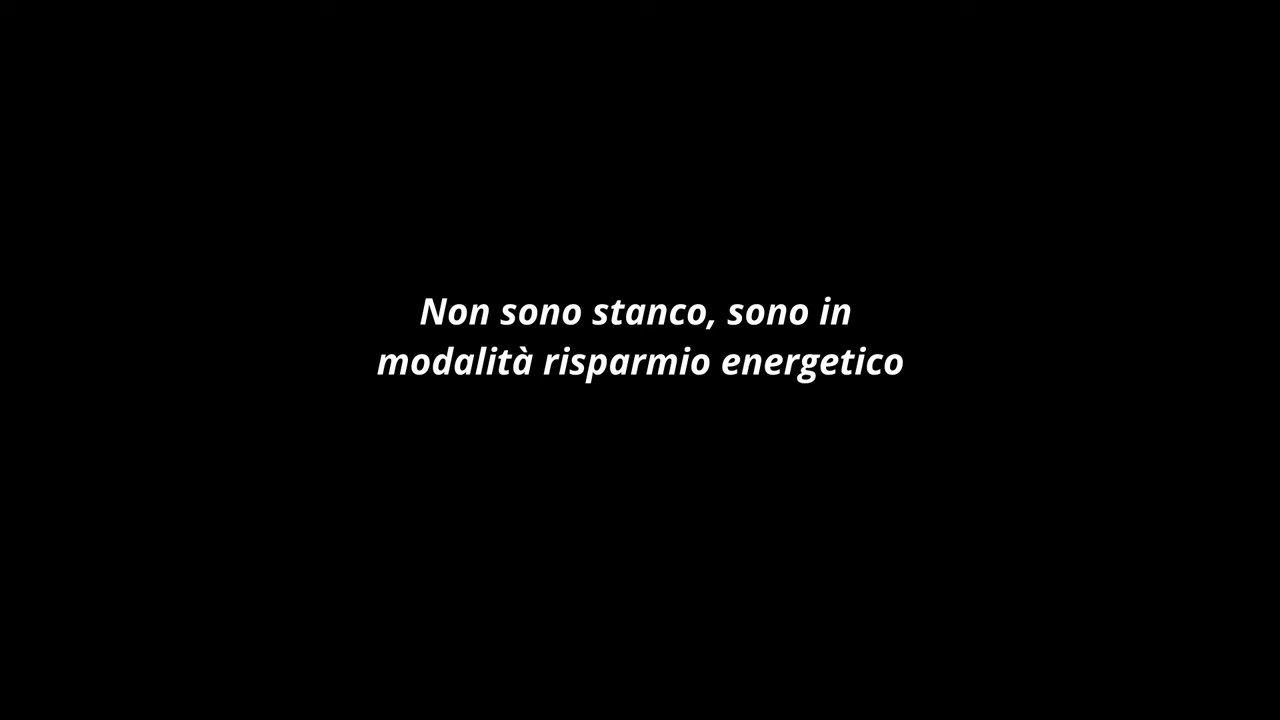 Non sono stanco, sono in
modalità risparmio energetico